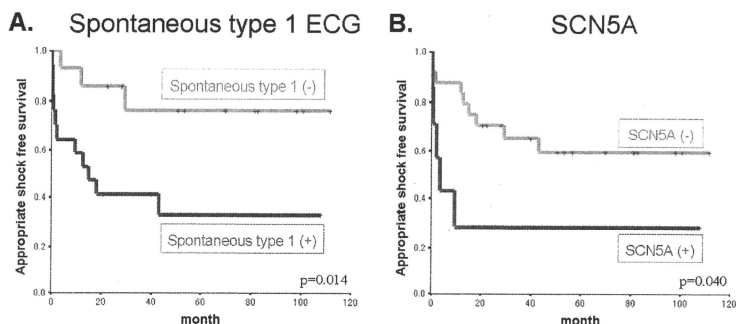 A. Spontaneous type 1 ECG
Appropriate shock free survival
1.0
0.8
0.6
0.4
0.2
0.0
Spontaneous type 1 (-)
Spontaneous type 1 (+)
p=0.014
0 20 40 60 80 100 120
month
B. SCN5A
Appropriate shock free survival
1.0
0.8
0.6
0.4
0.2
0.0
SCN5A (-)
SCN5A (+)
p=0.040
0 20 40 60 80 100 120
month